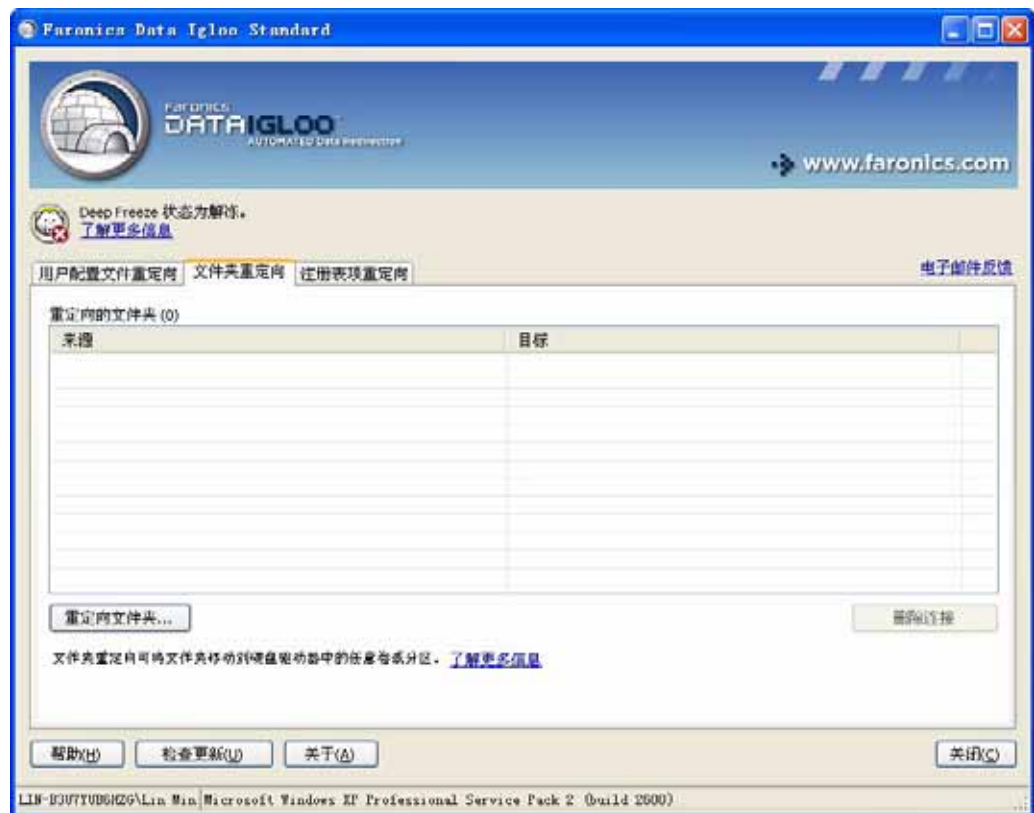 Faronics Data Igloo Standard
FARONICS
DATA IGLOO
AUTOMATED Data Redirection
www.faronics.com
Deep Freeze 状态为解冻。
了解更多信息
用户配置文件重定向 文件夹重定向 注册表项重定向
电子邮件反馈
重定向的文件夹 (0)
来源 目标
重定向文件夹... 删除连接
文件夹重定向可将文件夹移动到硬盘驱动器中的任意卷或分区。 了解更多信息
帮助(H) 检查更新(U) 关于(A) 关闭(C)
Lin Min Microsoft Windows XP Professional Service Pack 2 (build 2600)